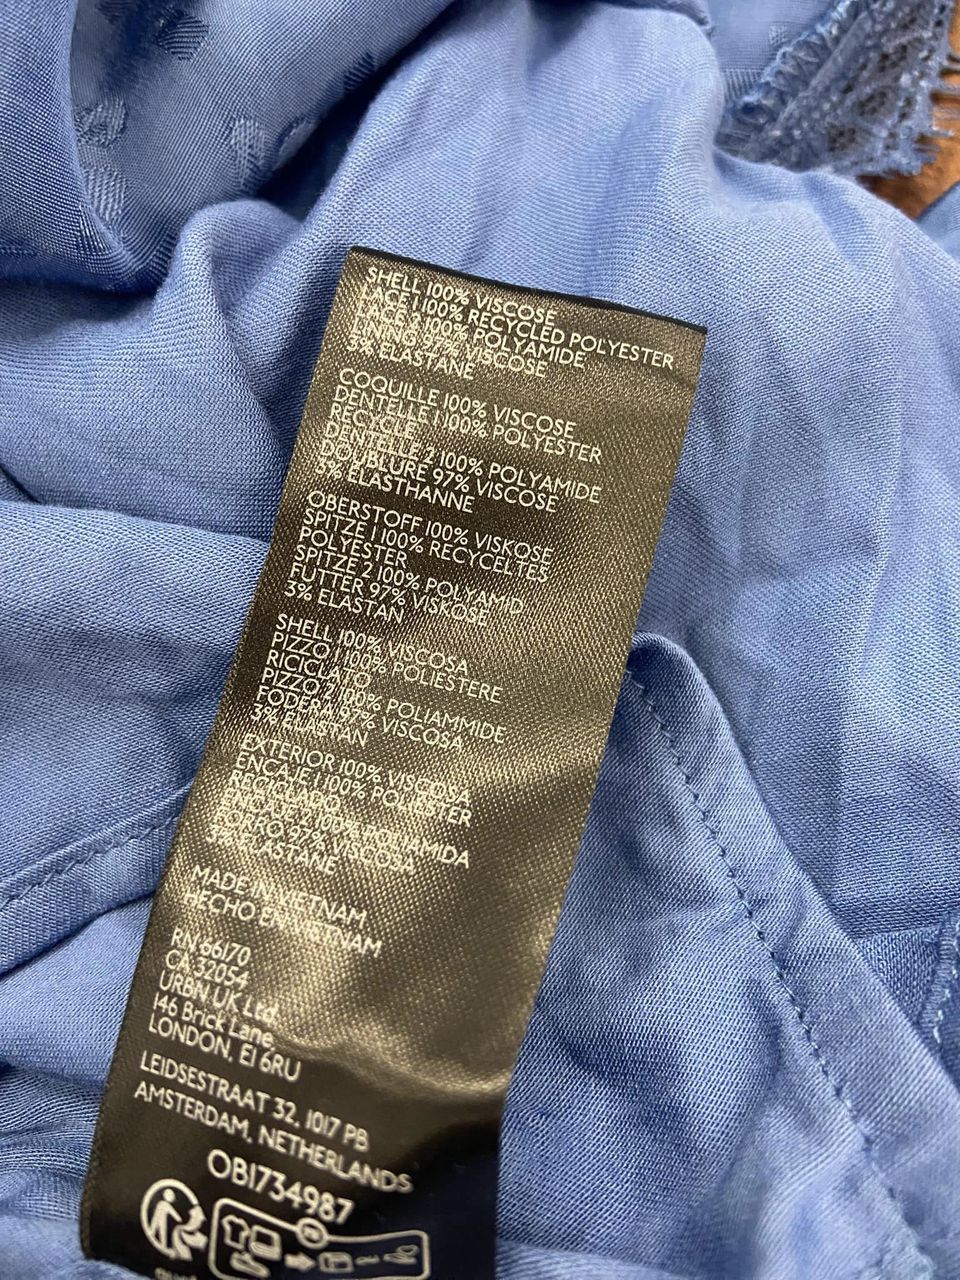 SHELL 100% VISCOSE
LACE 1 100% RECYCLED POLYESTER
LACE 2 100% POLYAMIDE
LINING 97% VISCOSE
3% ELASTANE
COQUILLE 100% VISCOSE
DENTELLE 1 100% POLYESTER
RECYCLÉ
DENTELLE 2 100% POLYAMIDE
DOUBLURE 97% VISCOSE
3% ELASTHANNE
OBERSTOFF 100% VISKOSE
SPITZE 1 100% RECYCELTES
POLYESTER
SPITZE 2 100% POLYAMID
FUTTER 97% VISKOSE
3% ELASTAN
SHELL 100% VISCOSA
PIZZO 1 100% POLIESTERE
RICICLATO
PIZZO 2 100% POLIAMMIDE
FODERA 97% VISCOSA
3% ELASTAN
EXTERIOR 100% VISCOSA
ENCAJE 1 100% POLIÉSTER
RECICLADO
ENCAJE 2 100% POLIAMIDA
FORRO 97% VISCOSA
3% ELASTANE
MADE IN VIETNAM
HECHO EN VIETNAM
RN 66170
CA 32054
URBN UK Ltd.
146 Brick Lane
LONDON, E1 6RU
LEIDSESTRAAT 32, 1017 PB
AMSTERDAM, NETHERLANDS
OB1734987